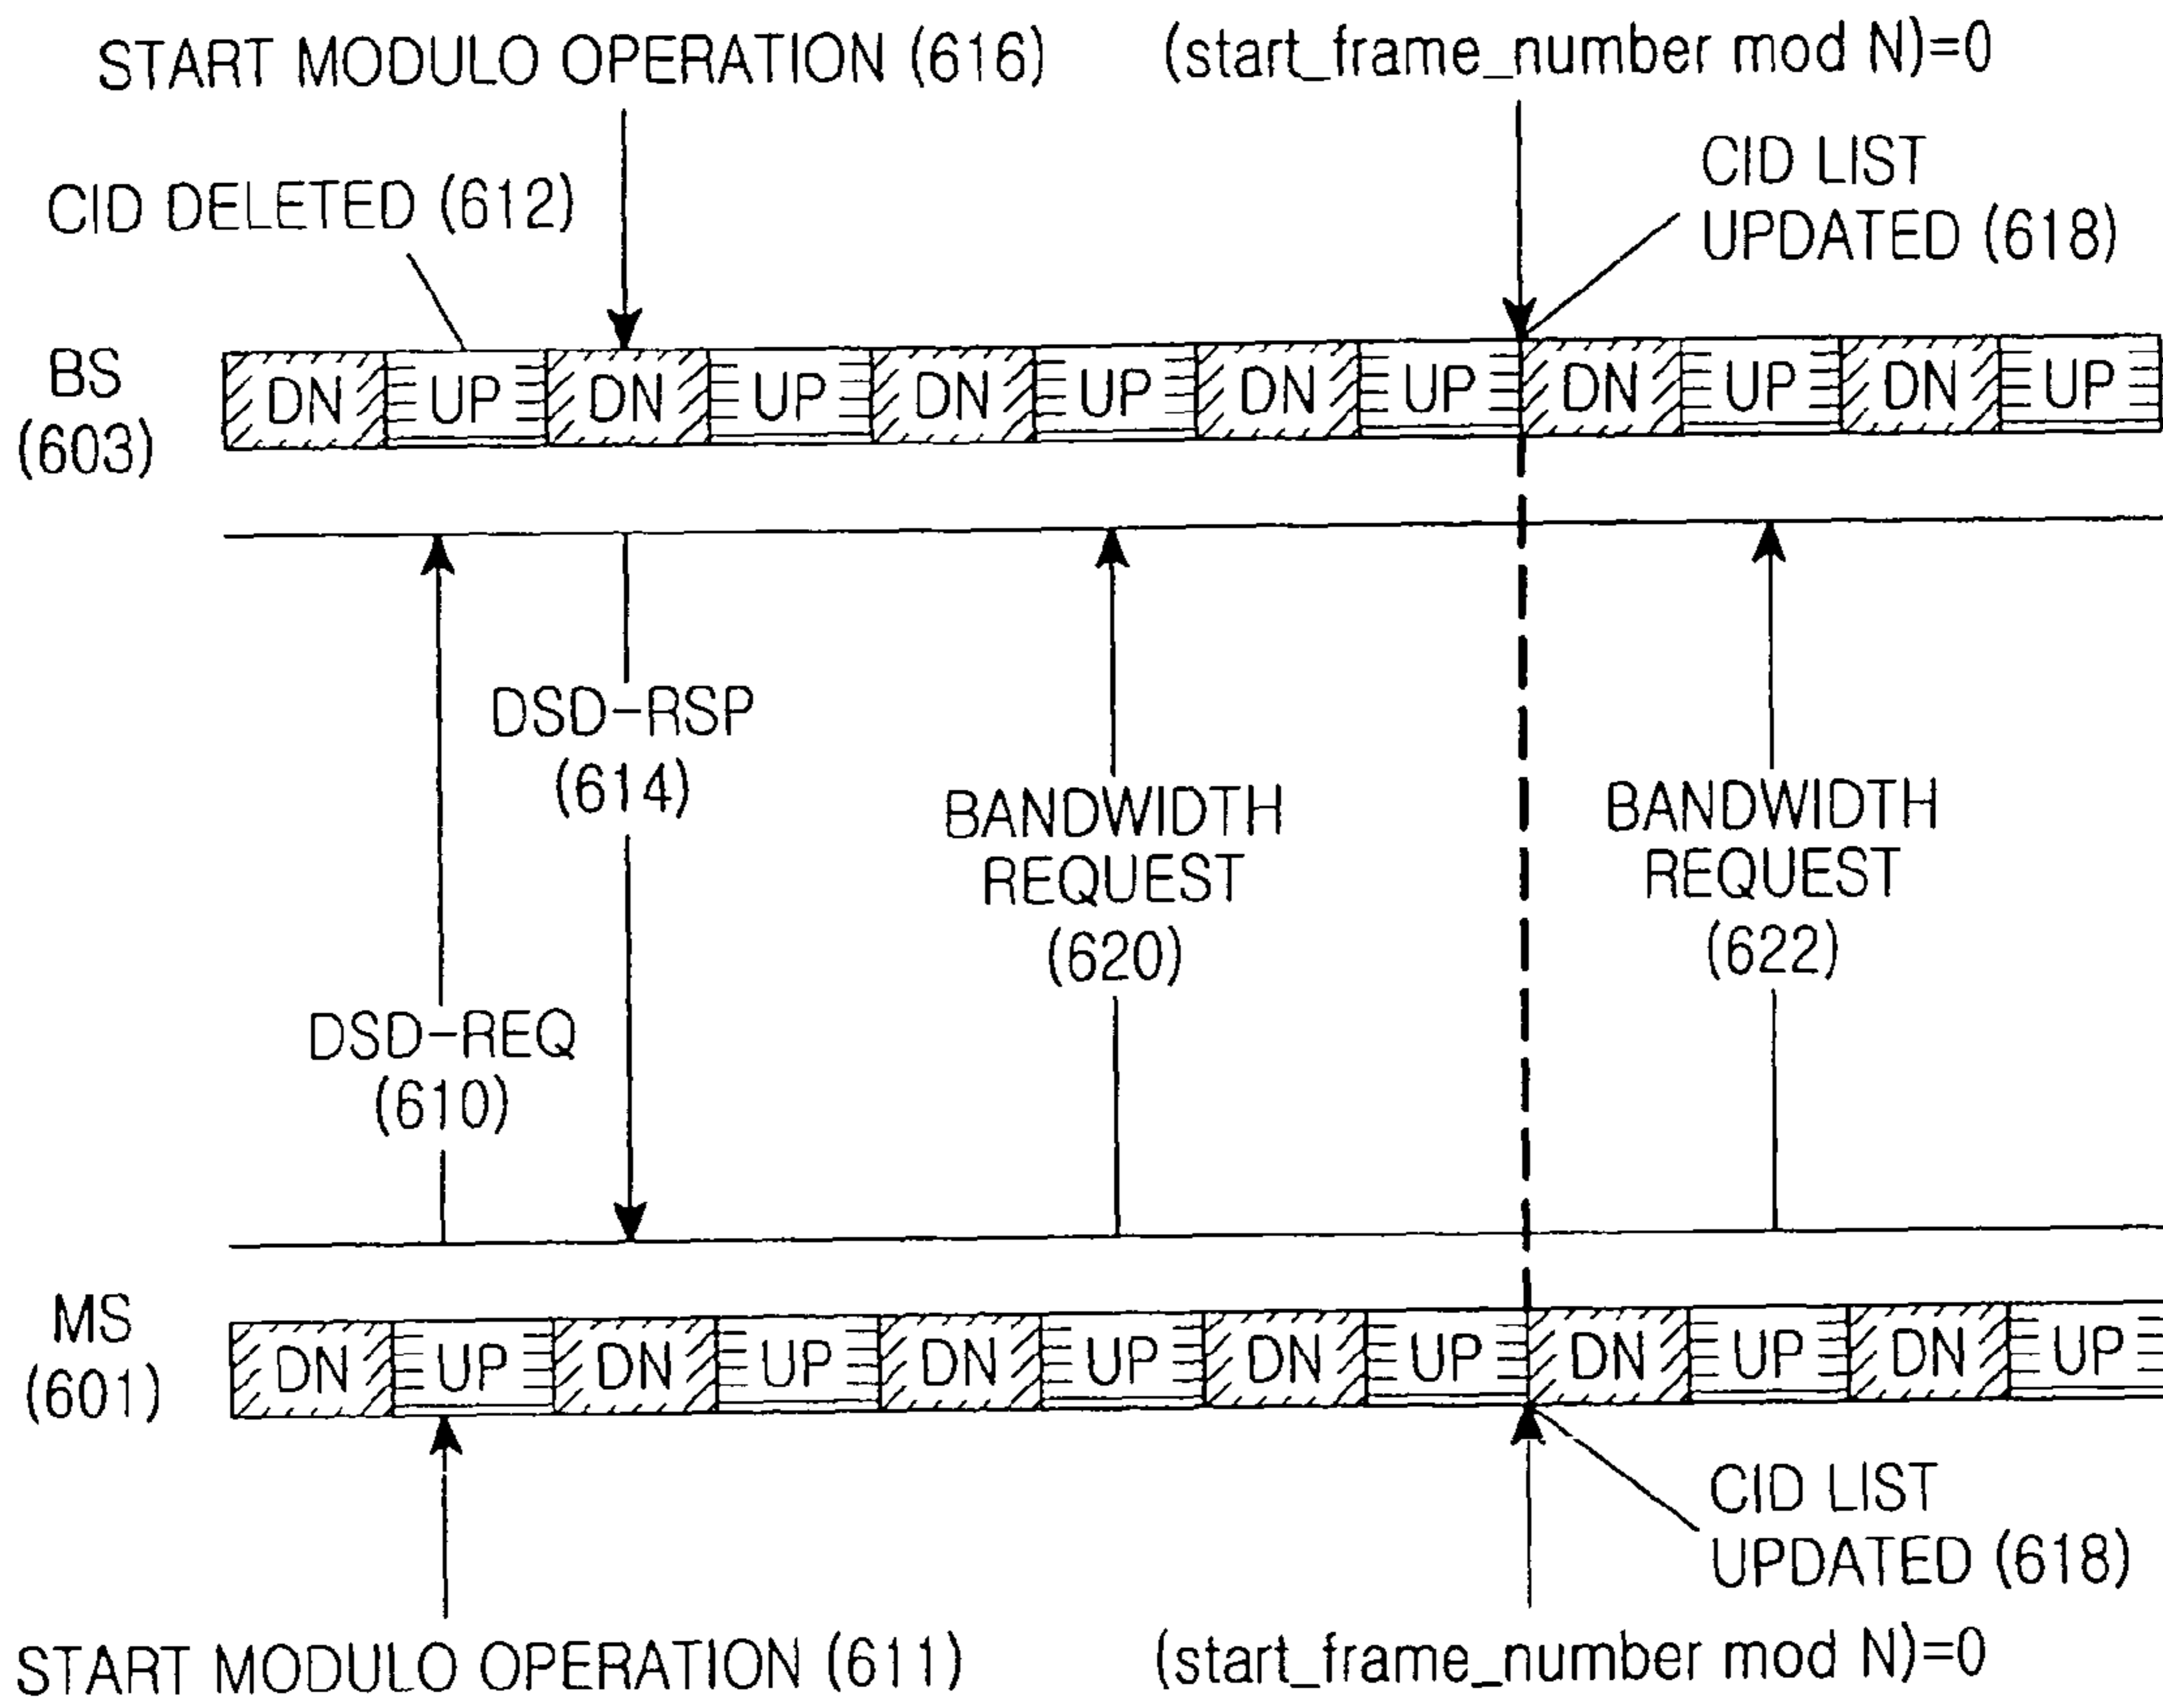 START MODULO OPERATION (616)
(start_frame_number mod N)=0
CID LIST
UPDATED (618)
CID DELETED (612)
BS
(603)
DN UP DN UP DN UP DN UP DN UP DN UP
DSD-RSP
(614)
BANDWIDTH
REQUEST
(620)
BANDWIDTH
REQUEST
(622)
DSD-REQ
(610)
MS
(601)
DN UP DN UP DN UP DN UP DN UP DN UP
CID LIST
UPDATED (618)
START MODULO OPERATION (611)
(start_frame_number mod N)=0